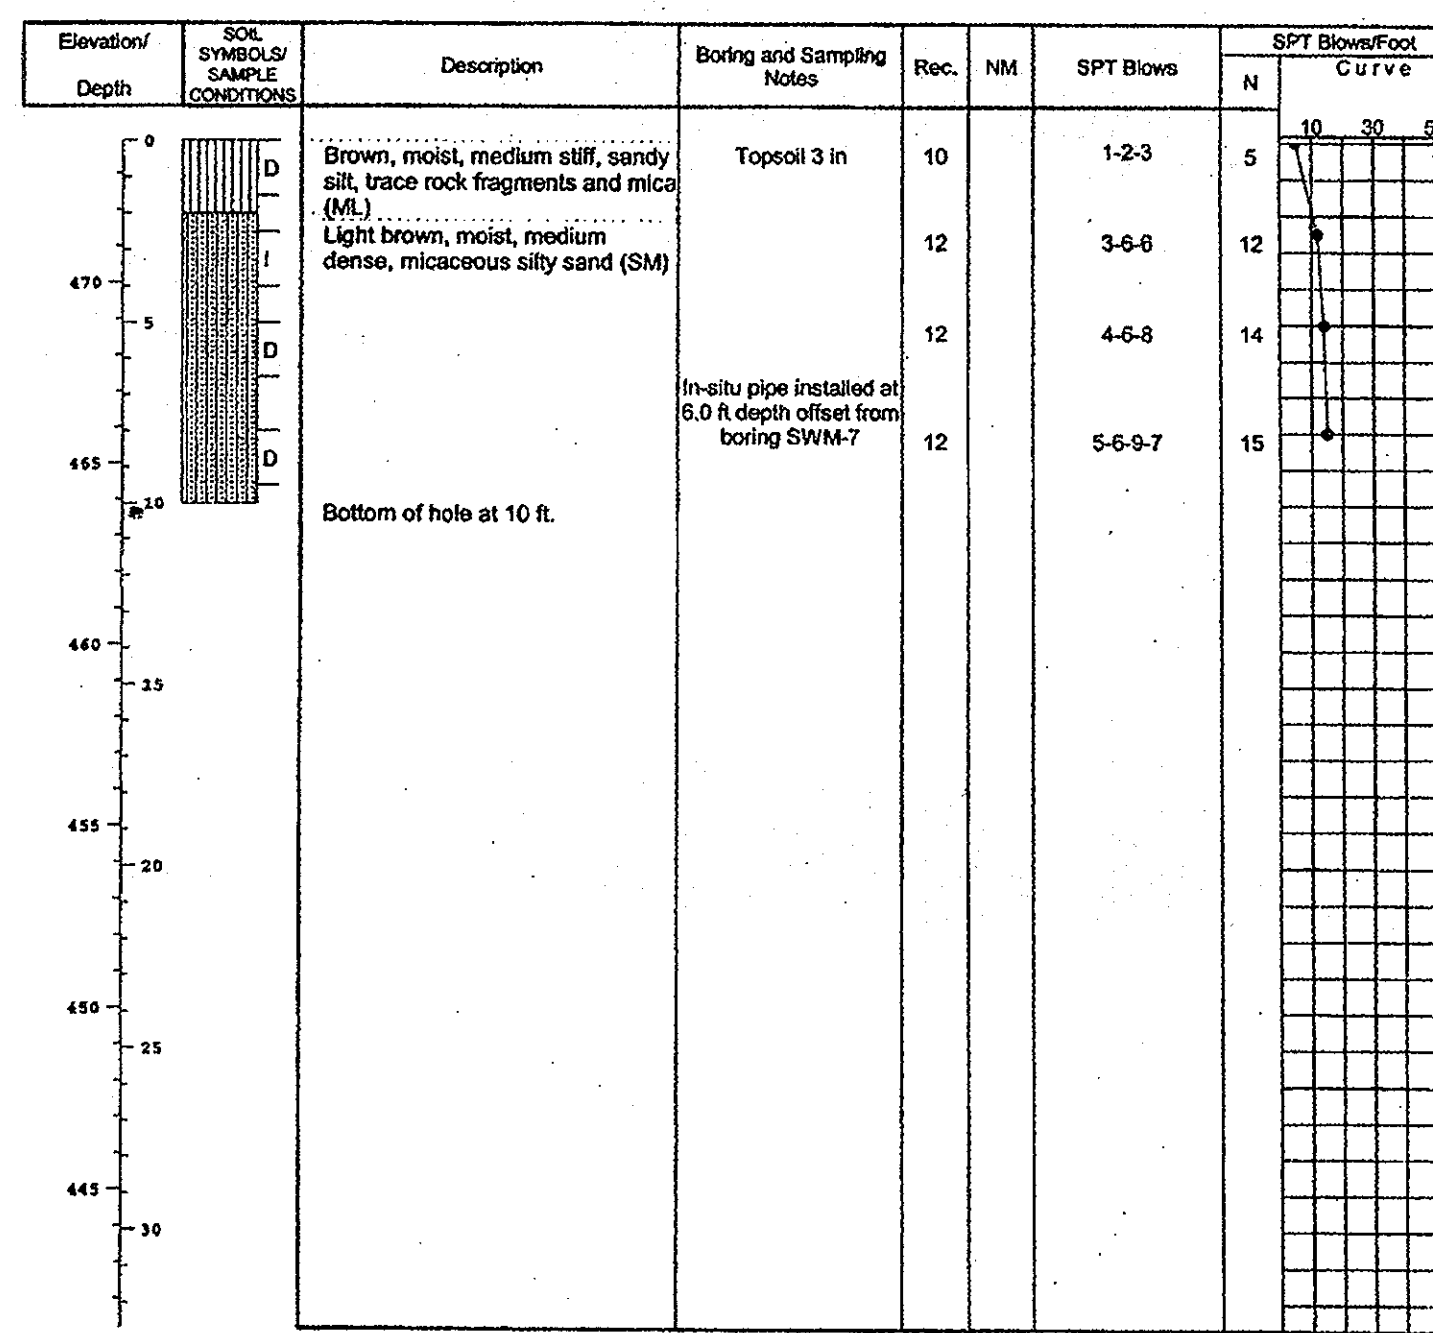 Elevation/
Depth
SOIL
SYMBOLS/
SAMPLE
CONDITIONS
Description
Boring and Sampling
Notes
Rec.
NM
SPT Blows
SPT Blows/Foot
N
Curve
10 30 5
0
D
Brown, moist, medium stiff, sandy
silt, trace rock fragments and mica
(ML)
Topsoil 3 in
10
1-2-3
5
Light brown, moist, medium
dense, micaceous silty sand (SM)
I
12
3-6-6
12
470
5
D
12
4-6-8
14
In-situ pipe installed at
6.0 ft depth offset from
boring SWM-7
D
12
5-6-9-7
15
465
10
Bottom of hole at 10 ft.
460
15
455
20
450
25
445
30